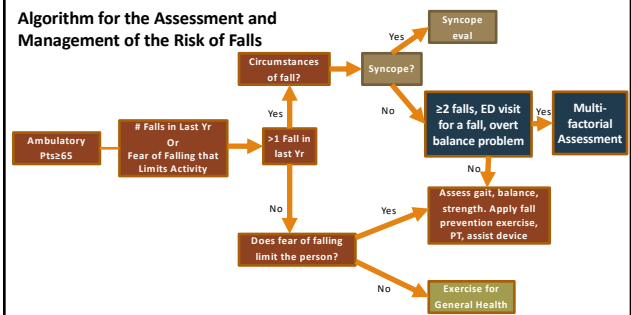 Algorithm for the Assessment and
Management of the Risk of Falls
Syncope
eval
Yes
Circumstances
of fall?
Syncope?
No
≥2 falls, ED visit
for a fall, overt
balance problem
Yes
Multi-
factorial
Assessment
Yes
Ambulatory
Pts≥65
# Falls in Last Yr
Or
Fear of Falling that
Limits Activity
>1 Fall in
last Yr
No
No
Yes
Assess gait, balance,
strength. Apply fall
prevention exercise,
PT, assist device
Does fear of falling
limit the person?
No
Exercise for
General Health